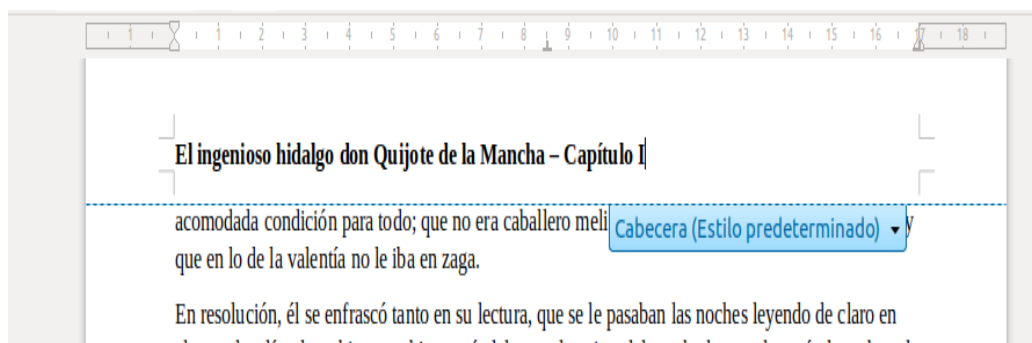 1 1 2 3 4 5 6 7 8 9 10 11 12 13 14 15 16 17 18
El ingenioso hidalgo don Quijote de la Mancha – Capítulo I
acomodada condición para todo; que no era caballero meli y
Cabecera (Estilo predeterminado)
que en lo de la valentía no le iba en zaga.
En resolución, él se enfrascó tanto en su lectura, que se le pasaban las noches leyendo de claro en